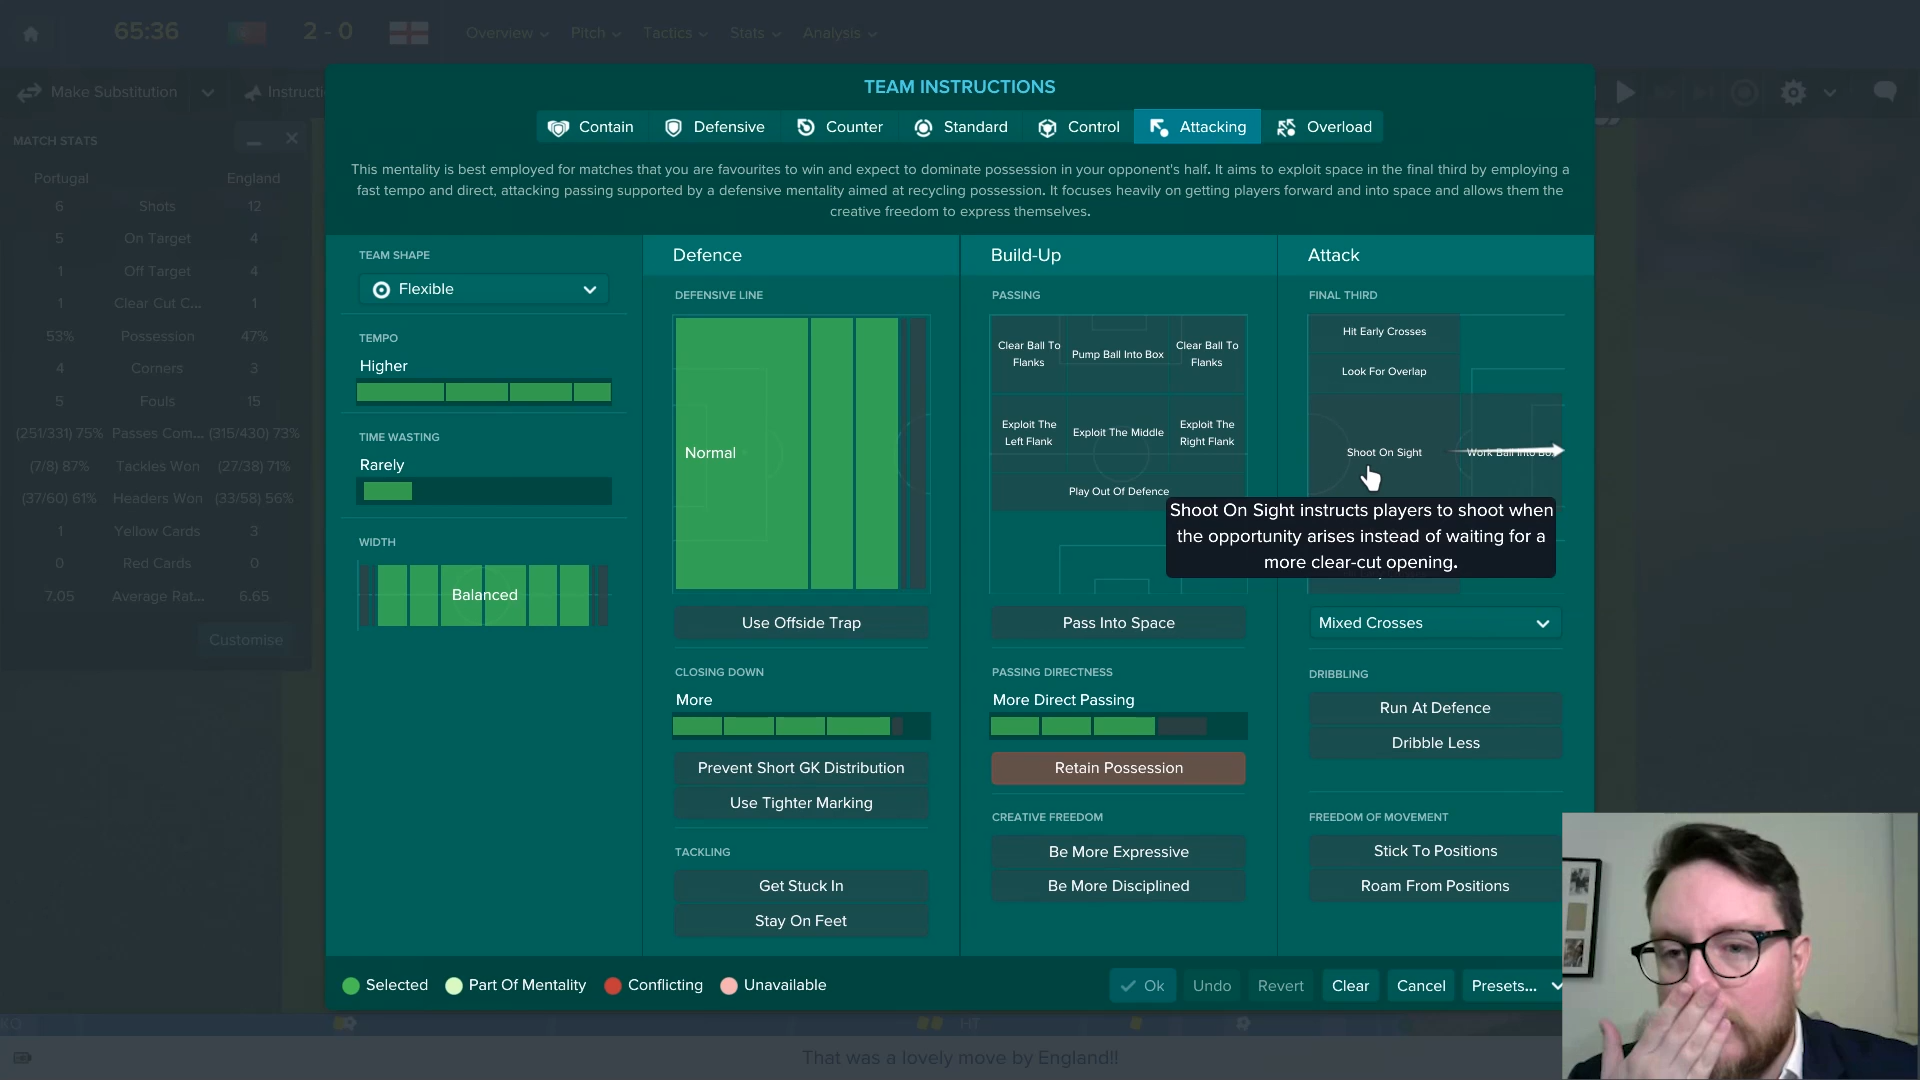 65:36
2 - 0
Overview
Pitch
Tactics
Stats
Analysis
Make Substitution
MATCH STATS
Portugal England
6 Shots 12
5 On Target 4
1 Off Target 4
1 Clear Cut C... 1
53% Possession 47%
4 Corners 3
5 Fouls 15
(251/331) 75% Passes Com... (315/430) 73%
(7/8) 87% Tackles Won (27/38) 71%
(37/60) 61% Headers Won (33/58) 56%
1 Yellow Cards 3
0 Red Cards 0
7.05 Average Rat... 6.65
Customise
TEAM INSTRUCTIONS
Contain
Defensive
Counter
Standard
Control
Attacking
Overload
This mentality is best employed for matches that you are favourites to win and expect to dominate possession in your opponent's half. It aims to exploit space in the final third by employing a
fast tempo and direct, attacking passing supported by a defensive mentality aimed at recycling possession. It focuses heavily on getting players forward and into space and allows them the
creative freedom to express themselves.
TEAM SHAPE
Flexible
TEMPO
Higher
TIME WASTING
Rarely
WIDTH
Balanced
Defence
DEFENSIVE LINE
Normal
Use Offside Trap
CLOSING DOWN
More
Prevent Short GK Distribution
Use Tighter Marking
TACKLING
Get Stuck In
Stay On Feet
Build-Up
PASSING
Clear Ball To
Flanks
Pump Ball Into Box
Clear Ball To
Flanks
Exploit The
Left Flank
Exploit The Middle
Exploit The
Right Flank
Play Out Of Defence
Pass Into Space
PASSING DIRECTNESS
More Direct Passing
Retain Possession
CREATIVE FREEDOM
Be More Expressive
Be More Disciplined
Attack
FINAL THIRD
Hit Early Crosses
Look For Overlap
Shoot On Sight
Work Ball Into Box
Shoot On Sight instructs players to shoot when
the opportunity arises instead of waiting for a
more clear-cut opening.
Mixed Crosses
DRIBBLING
Run At Defence
Dribble Less
FREEDOM OF MOVEMENT
Stick To Positions
Roam From Positions
Selected
Part Of Mentality
Conflicting
Unavailable
Ok
Undo
Revert
Clear
Cancel
Presets...
HT
That was a lovely move by England!!